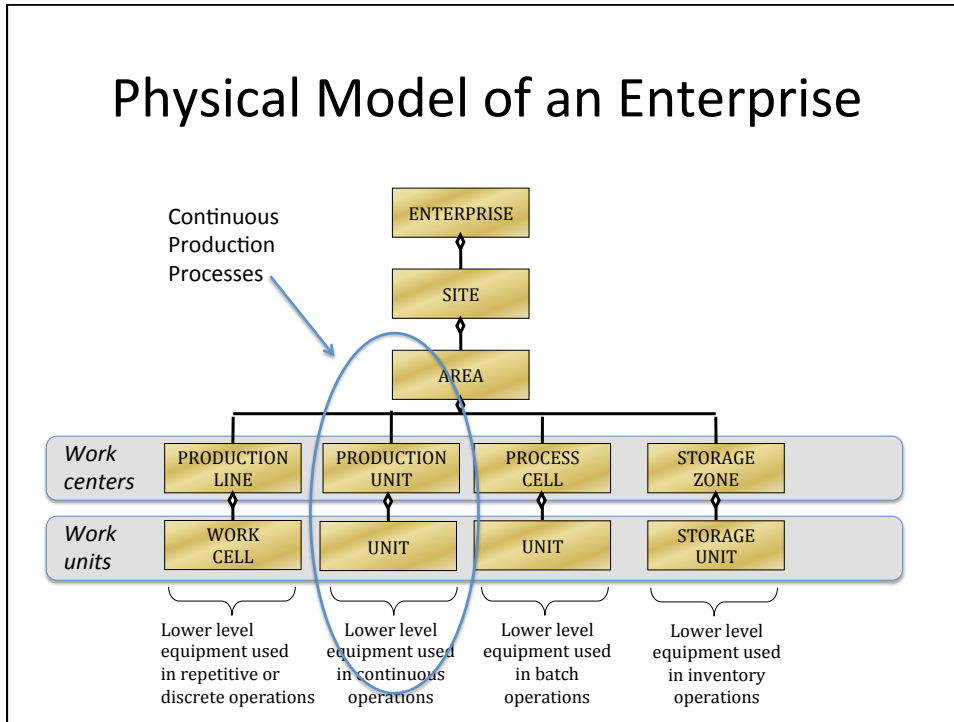 Physical Model of an Enterprise
Continuous
Production
Processes
ENTERPRISE
SITE
AREA
Work
centers
PRODUCTION
LINE
PRODUCTION
UNIT
PROCESS
CELL
STORAGE
ZONE
Work
units
WORK
CELL
UNIT
UNIT
STORAGE
UNIT
Lower level
equipment used
in repetitive or
discrete operations
Lower level
equipment used
in continuous
operations
Lower level
equipment used
in batch
operations
Lower level
equipment used
in inventory
operations